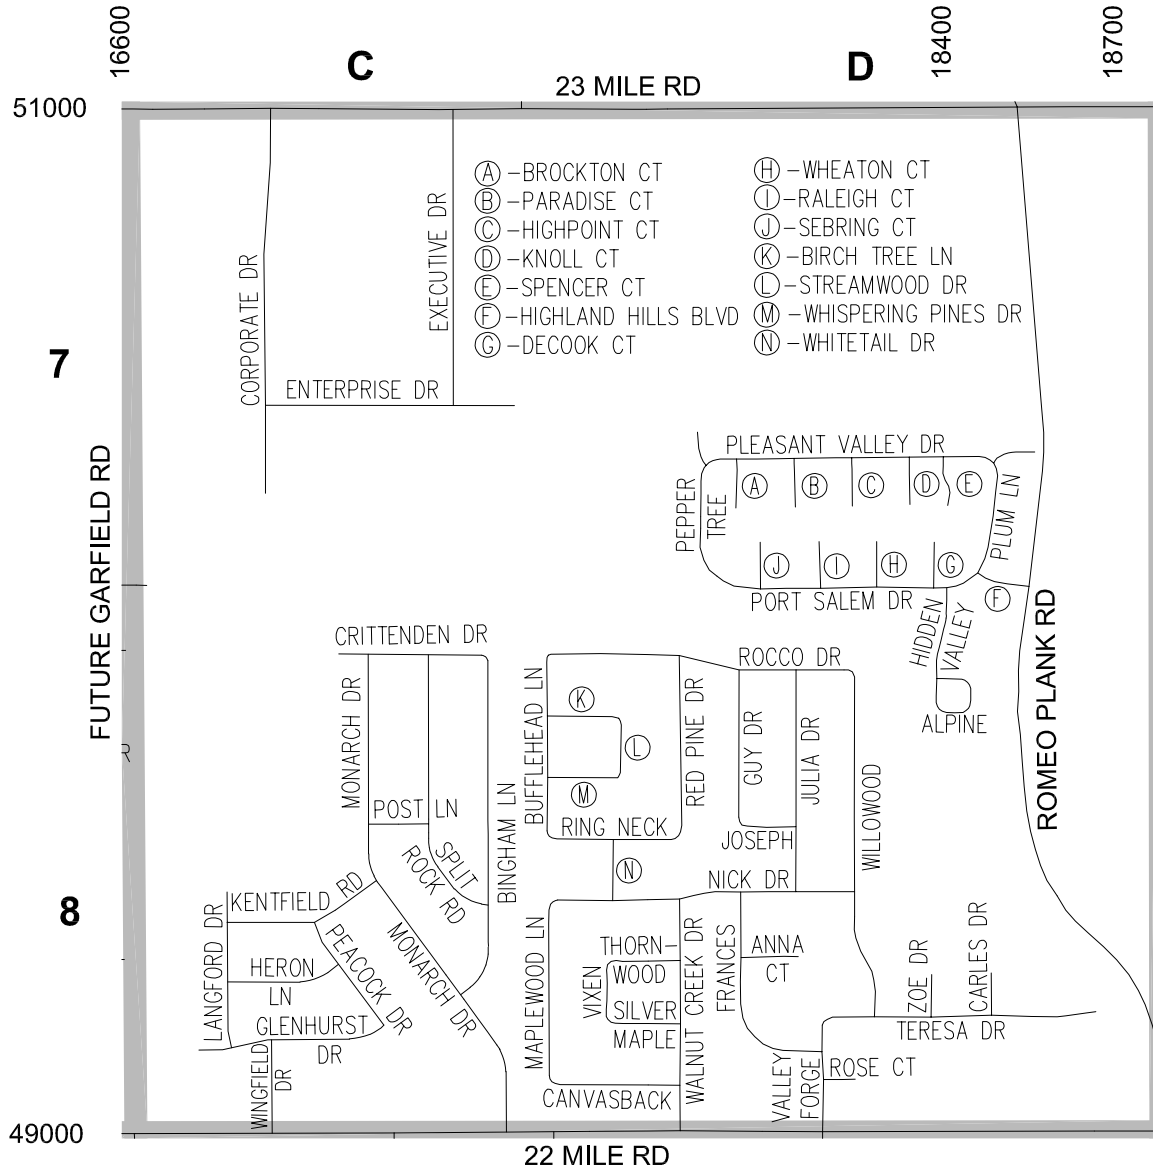 16600
C
D
18400
18700
23 MILE RD
51000
A -BROCKTON CT
B -PARADISE CT
C -HIGHPOINT CT
D -KNOLL CT
E -SPENCER CT
F -HIGHLAND HILLS BLVD
G -DECOOK CT
H -WHEATON CT
I -RALEIGH CT
J -SEBRING CT
K -BIRCH TREE LN
L -STREAMWOOD DR
M -WHISPERING PINES DR
N -WHITETAIL DR
CORPORATE DR
EXECUTIVE DR
7
ENTERPRISE DR
FUTURE GARFIELD RD
PLEASANT VALLEY DR
PEPPER
TREE
A
B
C
D
E
PLUM LN
J
I
H
G
F
PORT SALEM DR
HIDDEN
VALLEY
ALPINE
ROMEO PLANK RD
CRITTENDEN DR
MONARCH DR
POST LN
SPLIT
ROCK RD
BINGHAM LN
BUFFLEHEAD LN
K
L
M
RING NECK
RED PINE DR
ROCCO DR
GUY DR
JULIA DR
JOSEPH
WILLOWOOD
R
8
N
NICK DR
KENTFIELD RD
LANGFORD DR
HERON
LN
PEACOCK DR
MONARCH DR
GLENHURST
DR
WINGFIELD
DR
MAPLEWOOD LN
THORN-
WOOD
VIXEN
SILVER
MAPLE
WALNUT CREEK DR
CANVASBACK
FRANCES
ANNA
CT
ZOE DR
CARLES DR
TERESA DR
VALLEY
FORGE
ROSE CT
49000
22 MILE RD